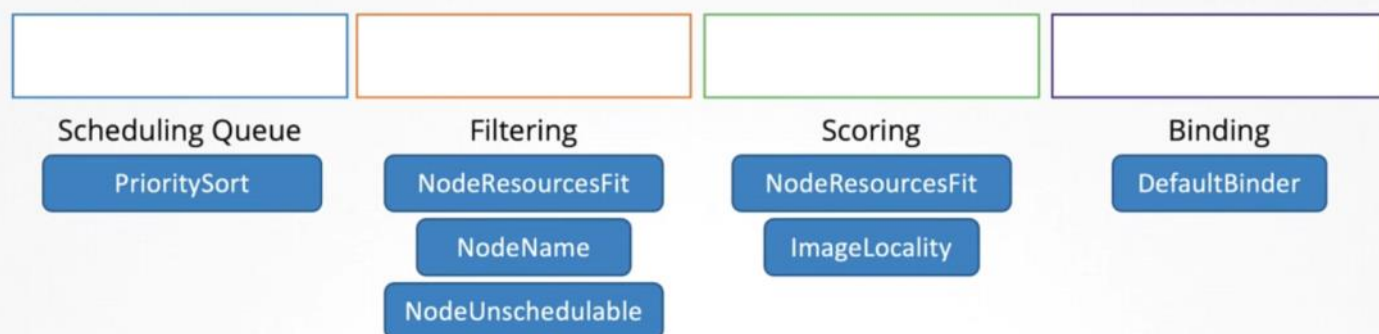 Scheduling Queue
Filtering
Scoring
Binding
PrioritySort
NodeResourcesFit
NodeResourcesFit
DefaultBinder
NodeName
ImageLocality
NodeUnschedulable